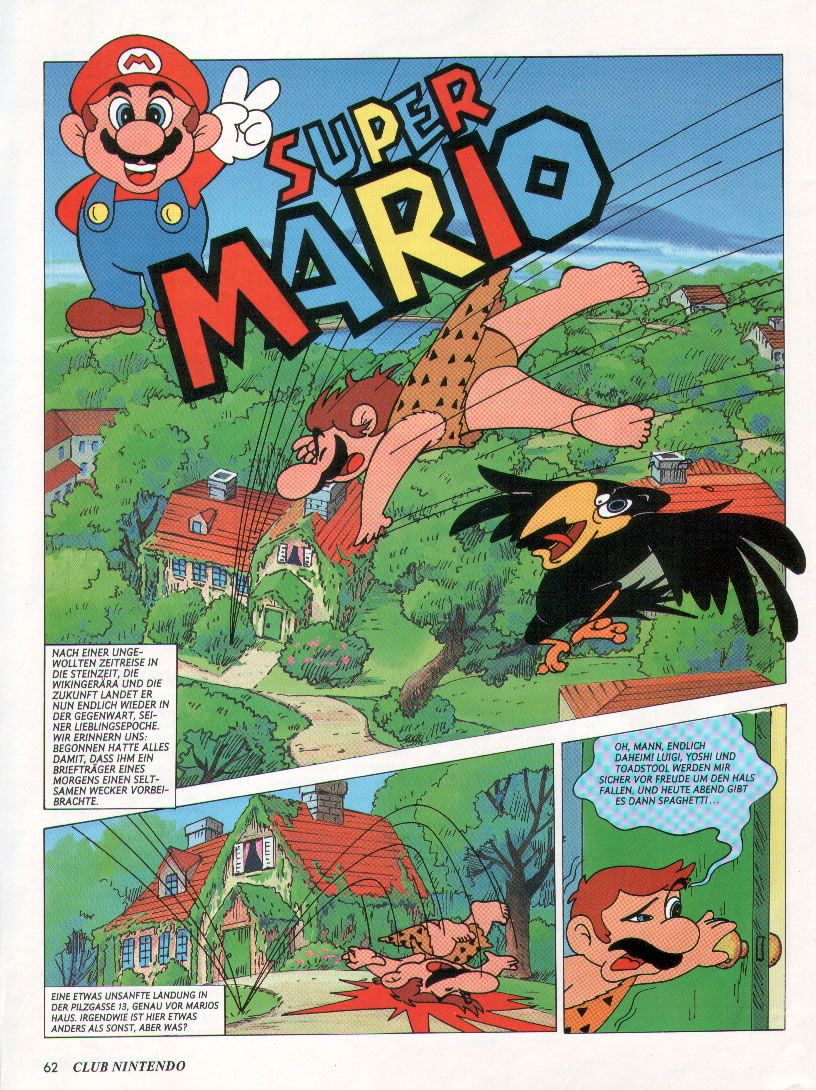 M
SUPER
MARIO
NACH EINER UNGE-
WOLLTEN ZEITREISE IN
DIE STEINZEIT, DIE
WIKINGERÄRA UND DIE
ZUKUNFT LANDET ER
NUN ENDLICH WIEDER IN
DER GEGENWART, SEI-
NER LIEBLINGSEPOCHE.
WIR ERINNERN UNS:
BEGONNEN HATTE ALLES
DAMIT, DASS IHM EIN
BRIEFTRÄGER EINES
MORGENS EINEN SELT-
SAMEN WECKER VORBEI-
BRACHTE.
EINE ETWAS UNSANFTE LANDUNG IN
DER PILZGASSE 13, GENAU VOR MARIOS
HAUS. IRGENDWIE IST HIER ETWAS
ANDERS ALS SONST, ABER WAS?
OH, MANN, ENDLICH
DAHEIM! LUIGI, YOSHI UND
TOADSTOOL WERDEN MIR
SICHER VOR FREUDE UM DEN HALS
FALLEN. UND HEUTE ABEND GIBT
ES DANN SPAGHETTI...
62 CLUB NINTENDO